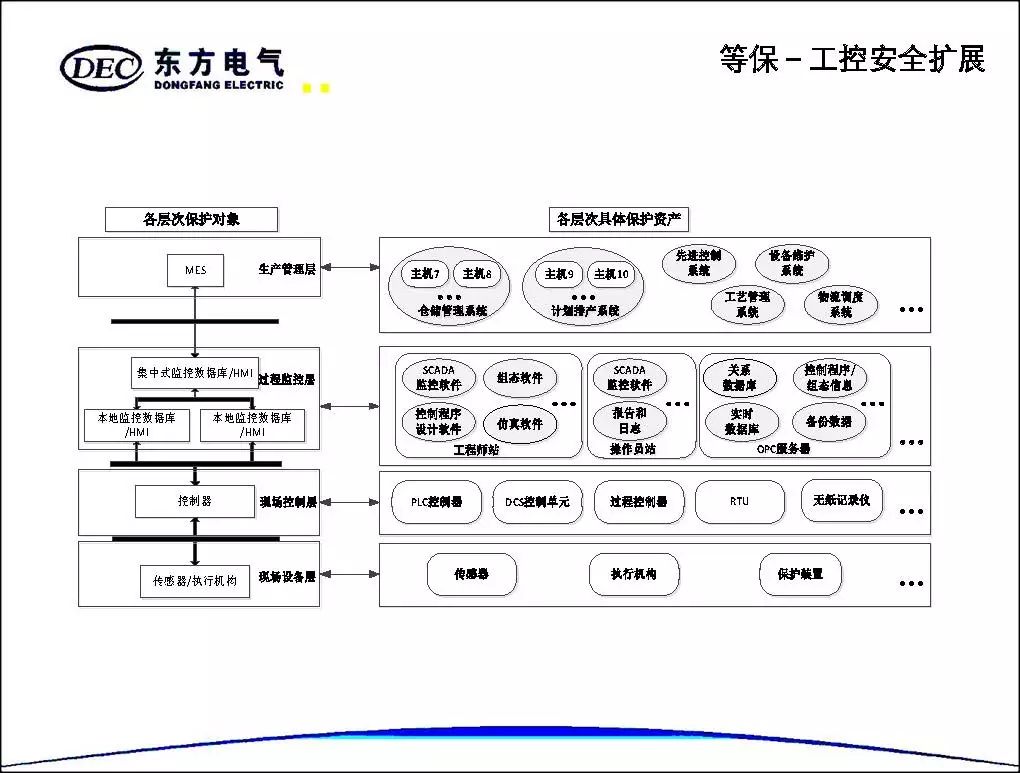 DEC 东方电气
DONGFANG ELECTRIC
等保－工控安全扩展
各层次保护对象
各层次具体保护资产
MES
生产管理层
主机7
主机8
•••
仓储管理系统
主机9
主机10
•••
计划排产系统
先进控制
系统
设备维护
系统
工艺管理
系统
物流调度
系统
•••
集中式监控数据库/HMI
过程监控层
本地监控数据库
/HMI
本地监控数据库
/HMI
SCADA
监控软件
组态软件
控制程序
设计软件
仿真软件
•••
工程师站
SCADA
监控软件
报告和
日志
•••
操作员站
关系
数据库
控制程序/
组态信息
实时
数据库
备份数据
•••
OPC服务器
•••
控制器
现场控制层
PLC控制器
DCS控制单元
过程控制器
RTU
无纸记录仪
•••
传感器/执行机构
现场设备层
传感器
执行机构
保护装置
•••